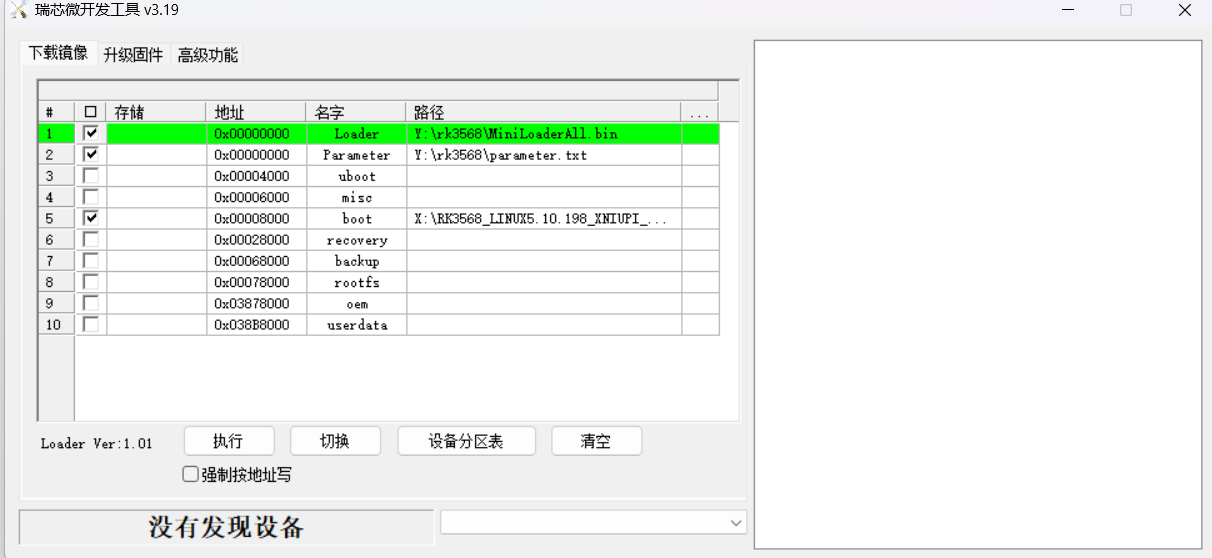 瑞芯微开发工具 v3.19
下载镜像 升级固件 高级功能
# 存储 地址 名字 路径 ...
1 0x00000000 Loader Y:\rk3568\MiniLoaderAll.bin
2 0x00000000 Parameter Y:\rk3568\parameter.txt
3 0x00004000 uboot
4 0x00006000 misc
5 0x00008000 boot X:\RK3568_LINUX5.10.198_XNIUPI_...
6 0x00028000 recovery
7 0x00068000 backup
8 0x00078000 rootfs
9 0x03878000 oem
10 0x038B8000 userdata
Loader Ver:1.01 执行 切换 设备分区表 清空
强制按地址写
没有发现设备